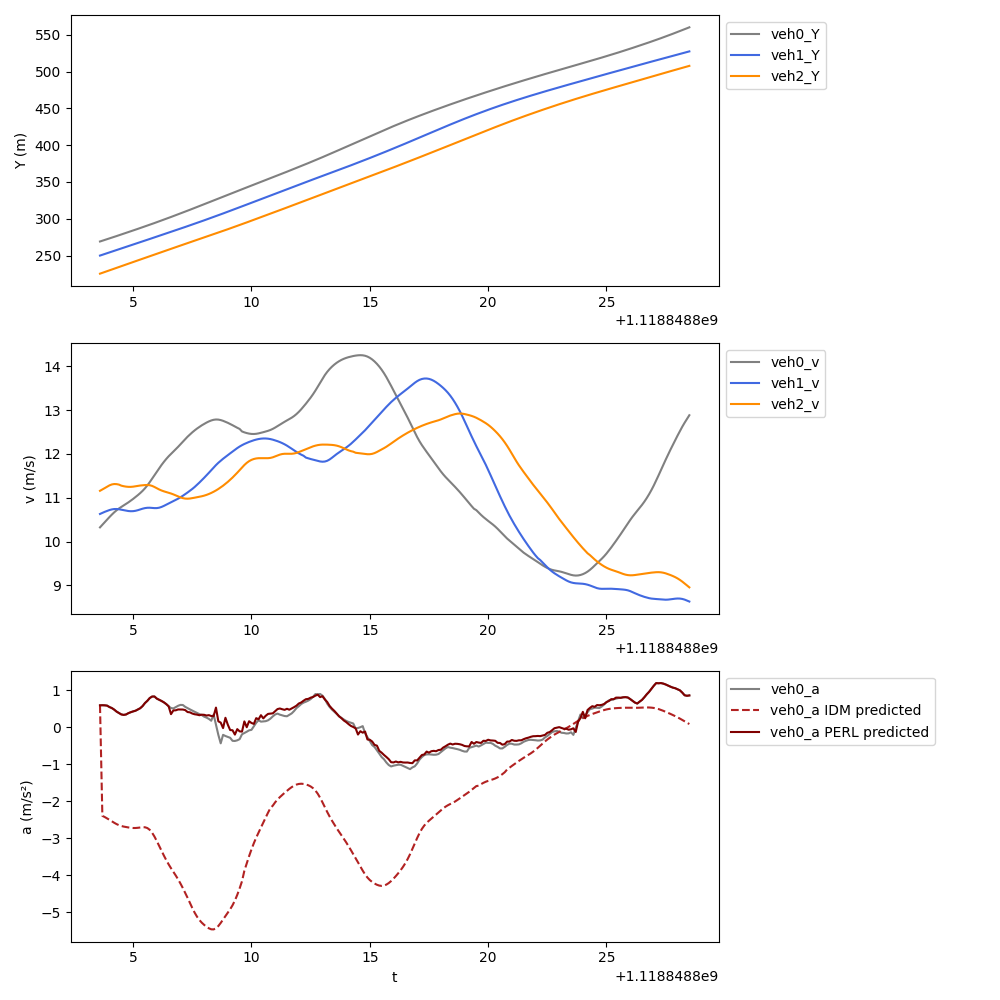 550
500
450
400
350
300
250
Y (m)
5 10 15 20 25
+1.1188488e9
veh0_Y
veh1_Y
veh2_Y
14
13
12
11
10
9
v (m/s)
5 10 15 20 25
+1.1188488e9
veh0_v
veh1_v
veh2_v
1
0
−1
−2
−3
−4
−5
a (m/s²)
5 10 15 20 25
t
+1.1188488e9
veh0_a
veh0_a IDM predicted
veh0_a PERL predicted